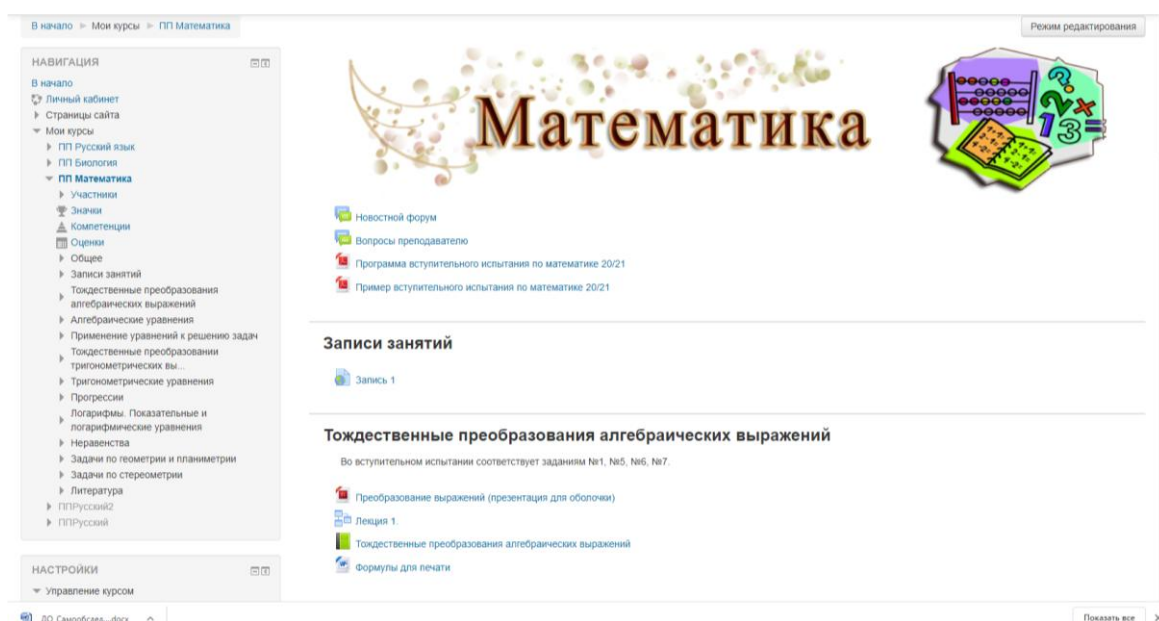 В начало ► Мои курсы ► ПП Математика
Режим редактирования
НАВИГАЦИЯ
В начало
Личный кабинет
Страницы сайта
Мои курсы
ПП Русский язык
ПП Биология
ПП Математика
Участники
Значки
Компетенции
Оценки
Общее
Записи занятий
Тождественные преобразования
алгебраических выражений
Алгебраические уравнения
Применение уравнений к решению задач
Тождественные преобразовании
тригонометрических вы...
Тригонометрические уравнения
Прогрессии
Логарифмы. Показательные и
логарифмические уравнения
Неравенства
Задачи по геометрии и планиметрии
Задачи по стереометрии
Литература
ППРусский2
ППРусский
НАСТРОЙКИ
Управление курсом
Математика
Новостной форум
Вопросы преподавателю
Программа вступительного испытания по математике 20/21
Пример вступительного испытания по математике 20/21
Записи занятий
Запись 1
Тождественные преобразования алгебраических выражений
Во вступительном испытании соответствует заданиям №1, №5, №6, №7.
Преобразование выражений (презентация для оболочки)
Лекция 1.
Тождественные преобразования алгебраических выражений
Формулы для печати
Показать все